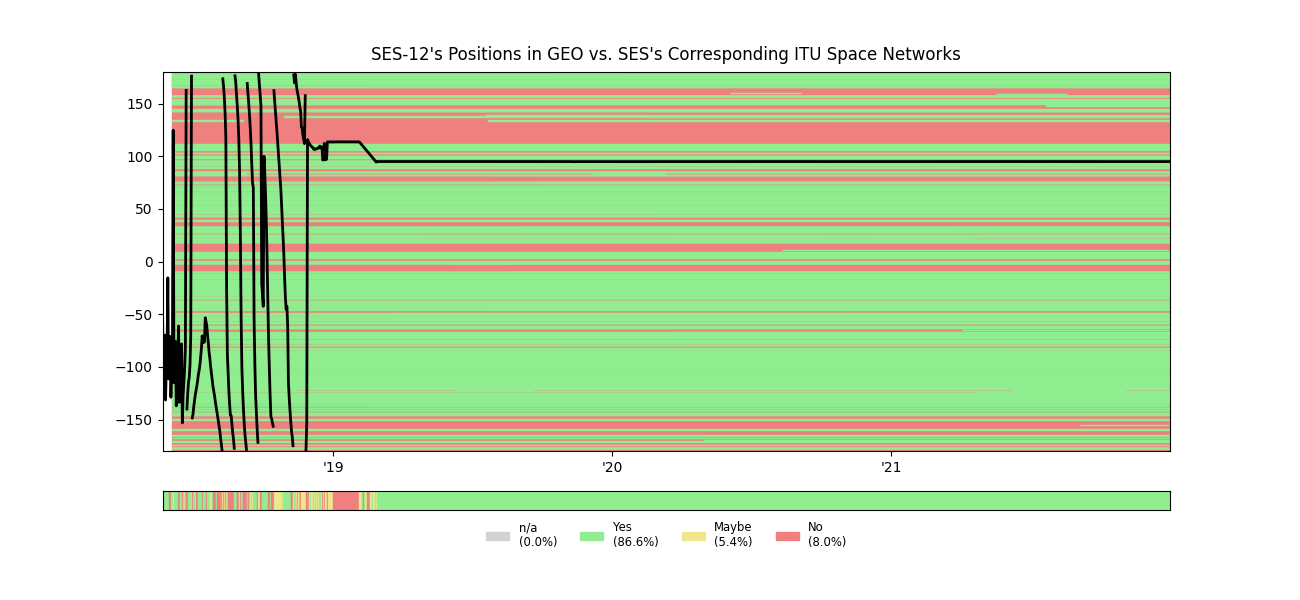 SES-12's Positions in GEO vs. SES's Corresponding ITU Space Networks
150
100
50
0
−50
−100
−150
'19
'20
'21
n/a
(0.0%)
Yes
(86.6%)
Maybe
(5.4%)
No
(8.0%)